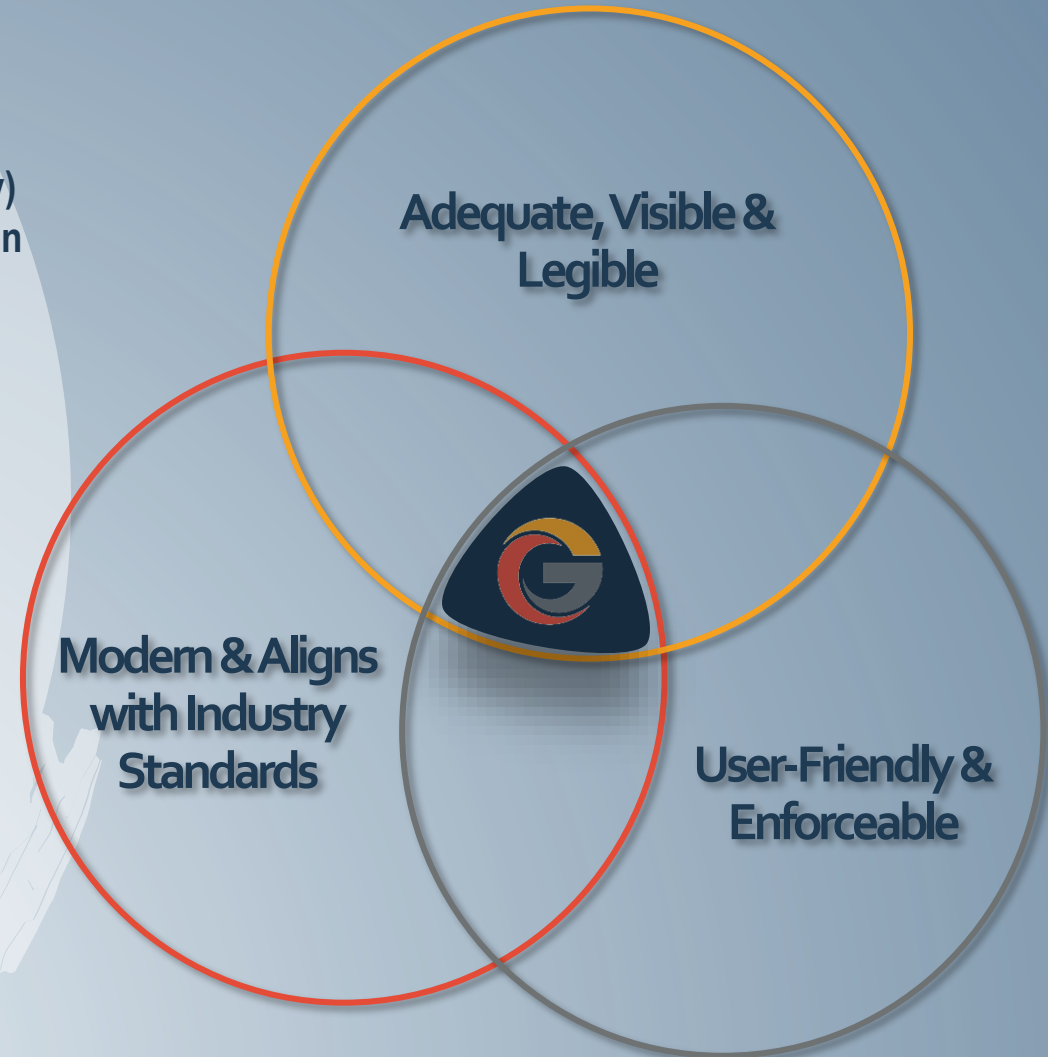 y)
n
Adequate, Visible &
Legible
Modern & Aligns
with Industry
Standards
User-Friendly &
Enforceable
G